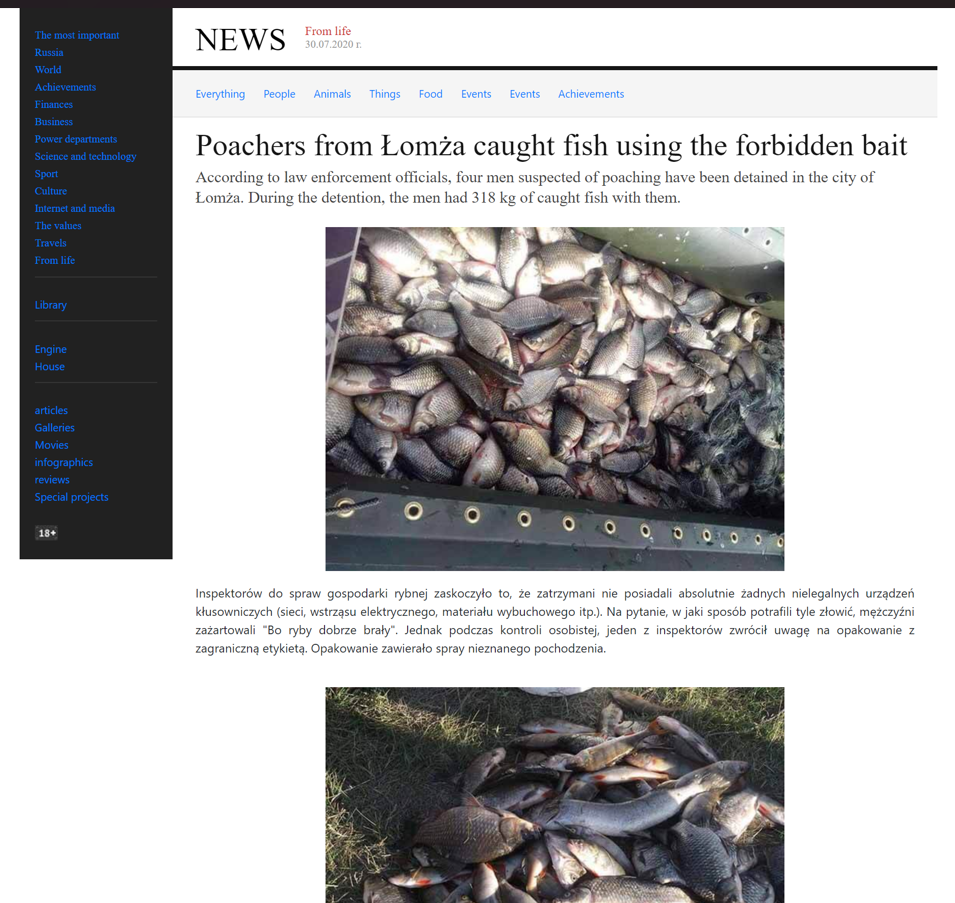 The most important
Russia
World
Achievements
Finances
Business
Power departments
Science and technology
Sport
Culture
Internet and media
The values
Travels
From life
Library
Engine
House
articles
Galleries
Movies
infographics
reviews
Special projects
18+
NEWS
From life
30.07.2020 г.
Everything People Animals Things Food Events Events Achievements
Poachers from Łomża caught fish using the forbidden bait
According to law enforcement officials, four men suspected of poaching have been detained in the city of
Łomża. During the detention, the men had 318 kg of caught fish with them.
Inspektorów do spraw gospodarki rybnej zaskoczyło to, że zatrzymani nie posiadali absolutnie żadnych nielegalnych urządzeń
kłusowniczych (sieci, wstrząsu elektrycznego, materiału wybuchowego itp.). Na pytanie, w jaki sposób potrafili tyle złowić, mężczyźni
zażartowali "Bo ryby dobrze brały". Jednak podczas kontroli osobistej, jeden z inspektorów zwrócił uwagę na opakowanie z
zagraniczną etykietą. Opakowanie zawierało spray nieznanego pochodzenia.